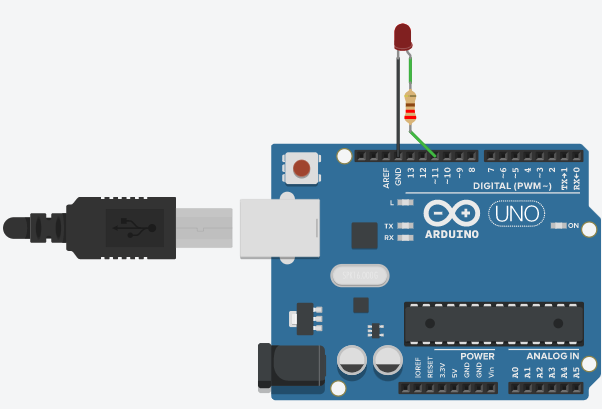 AREF
GND
13
12
~11
~10
~9
8
7
~6
~5
4
~3
2
TX→1
RX←0
DIGITAL (PWM~)
L
TX
RX
UNO
ARDUINO
ON
POWER
ANALOG IN
IOREF
RESET
3.3V
5V
GND
GND
Vin
A0
A1
A2
A3
A4
A5